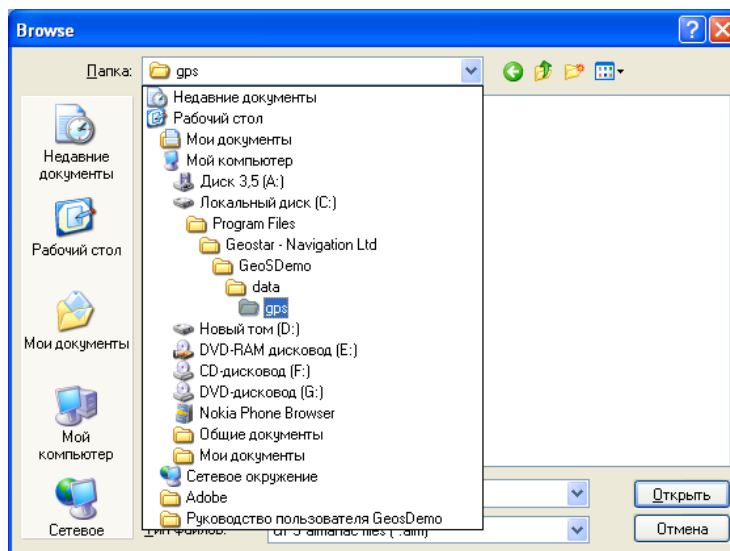 Browse
Папка:
gps
Недавние документы
Рабочий стол
Мои документы
Мой компьютер
Диск 3,5 (A:)
Локальный диск (C:)
Program Files
Geostar - Navigation Ltd
GeoSDemo
data
gps
Новый том (D:)
DVD-RAM дисковод (E:)
CD-дисковод (F:)
DVD-дисковод (G:)
Nokia Phone Browser
Общие документы
Мои документы
Сетевое окружение
Adobe
Руководство пользователя GeosDemo
Недавние
документы
Рабочий стол
Мои документы
Мой
компьютер
Сетевое
Открыть
Отмена